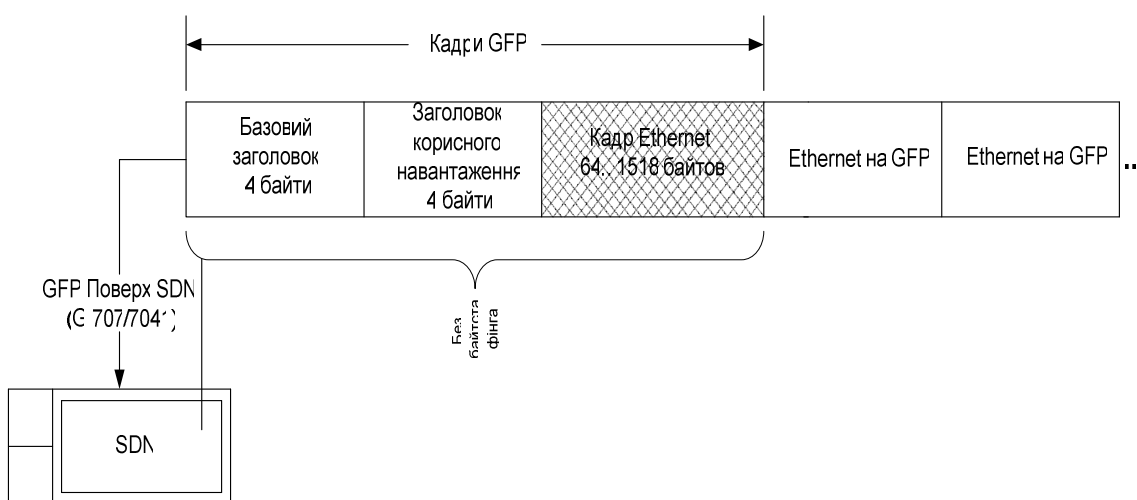 Кадри GFP
Базовий
заголовок
4 байти
Заголовок
корисного
навантаження
4 байти
Кадр Ethernet
64.. 1518 байтов
Ethernet на GFP
Ethernet на GFP
...
GFP Поверх SDN
(G 707/7041)
Без
байтста
фінга
SDN